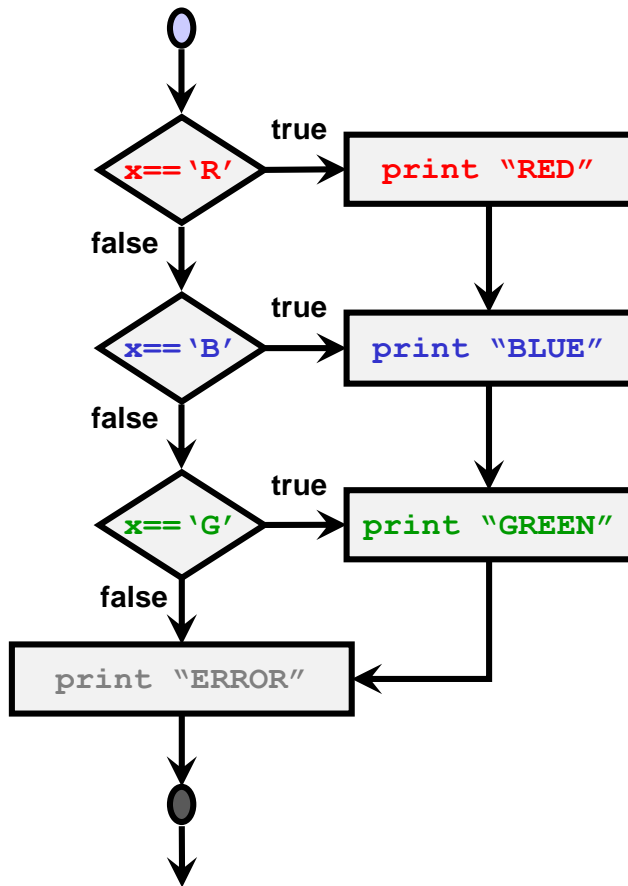 true
x==‘R’
print “RED”
false
true
x==‘B’
print “BLUE”
false
true
x==‘G’
print “GREEN”
false
print “ERROR”